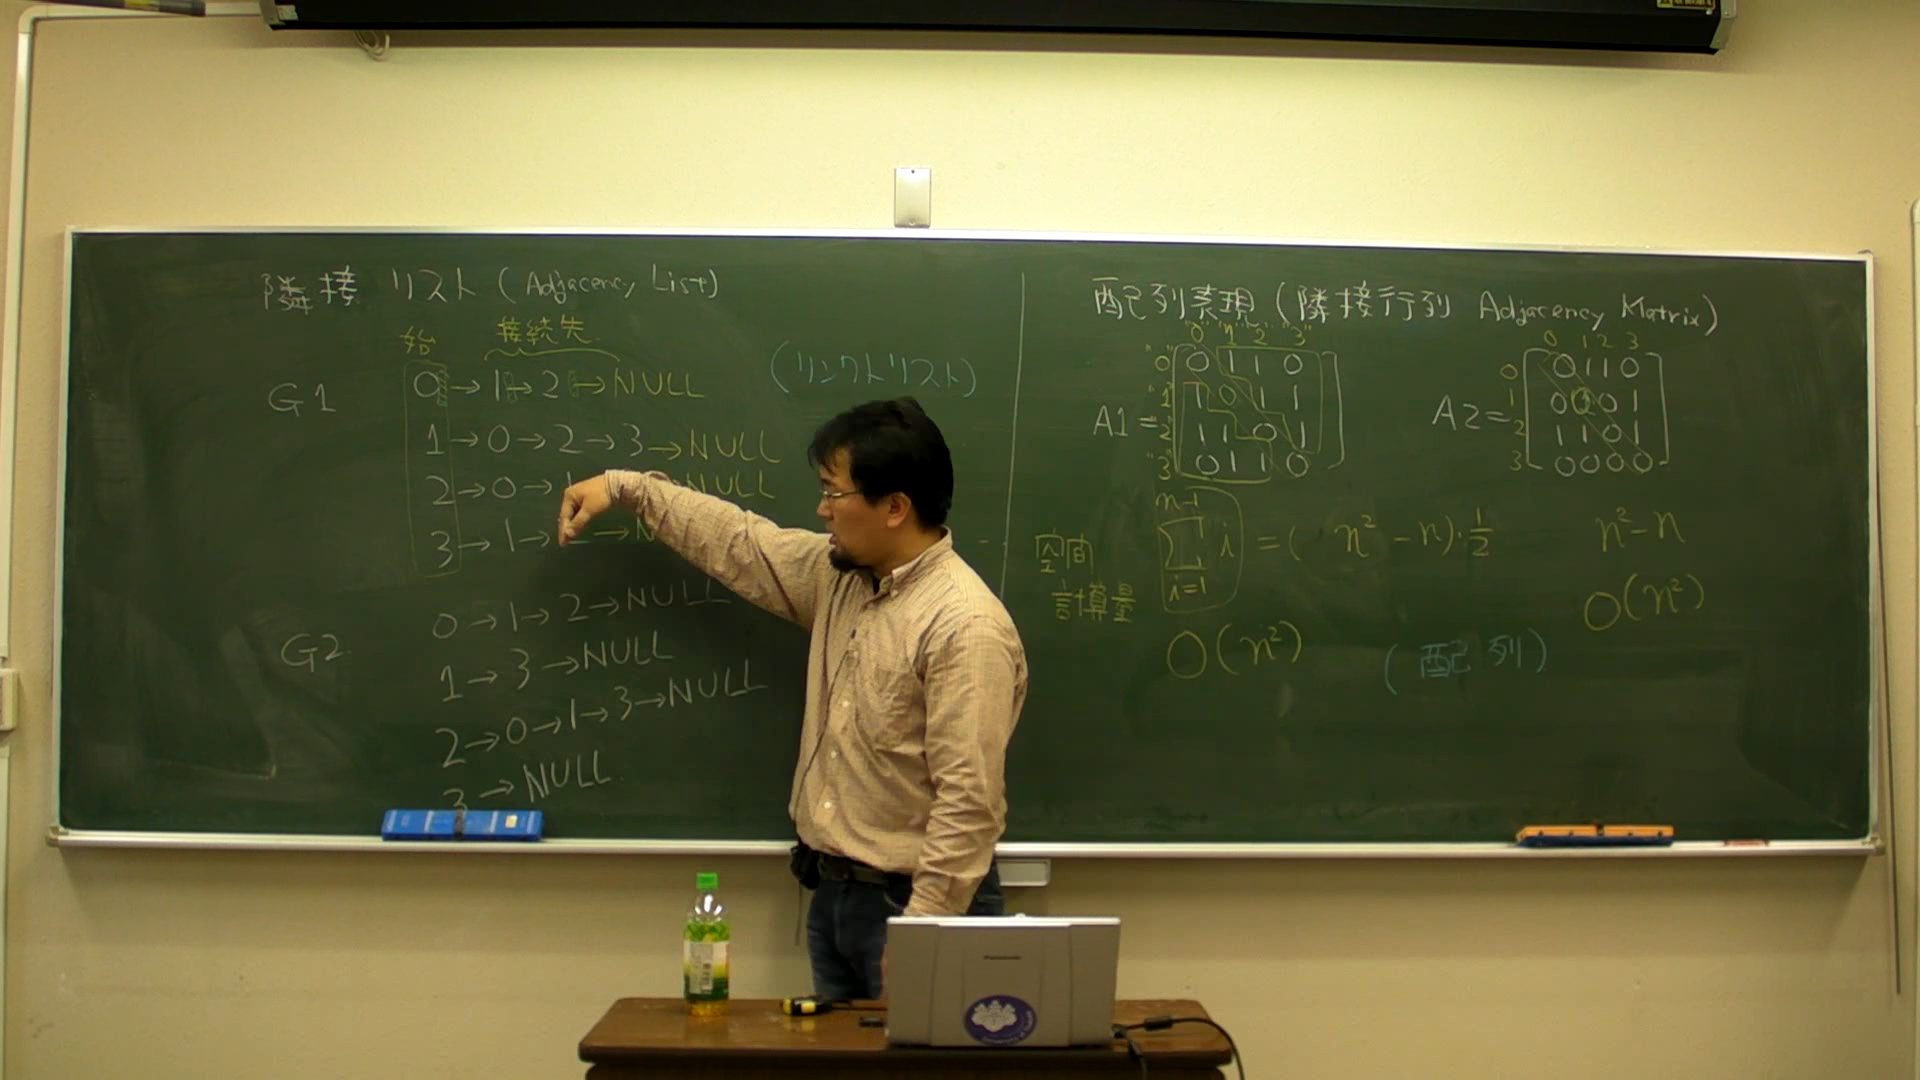 隣接リスト (Adjacency List)
始 接続先
(リンクトリスト)
G1
0→1→2→NULL
1→0→2→3→NULL
2→0→1 →NULL
3→1→ →N
G2
0→1→2→NULL
1→3→NULL
2→0→1→3→NULL
3→NULL
配列表現 (隣接行列 Adjacency Matrix)
"0" "1" "2" "3"
"0" 0 1 1 0
"1" 1 0 1 1
A1=
"2" 1 1 0 1
"3" 0 1 1 0
0 1 2 3
0 0 1 1 0
1 0 0 0 1
A2=
2 1 1 0 1
3 0 0 0 0
空間
計算量
n-1
Σ i = ( n² - n)・1/2
i=1
O(n²)
n²-n
O(n²)
(配列)
Panasonic